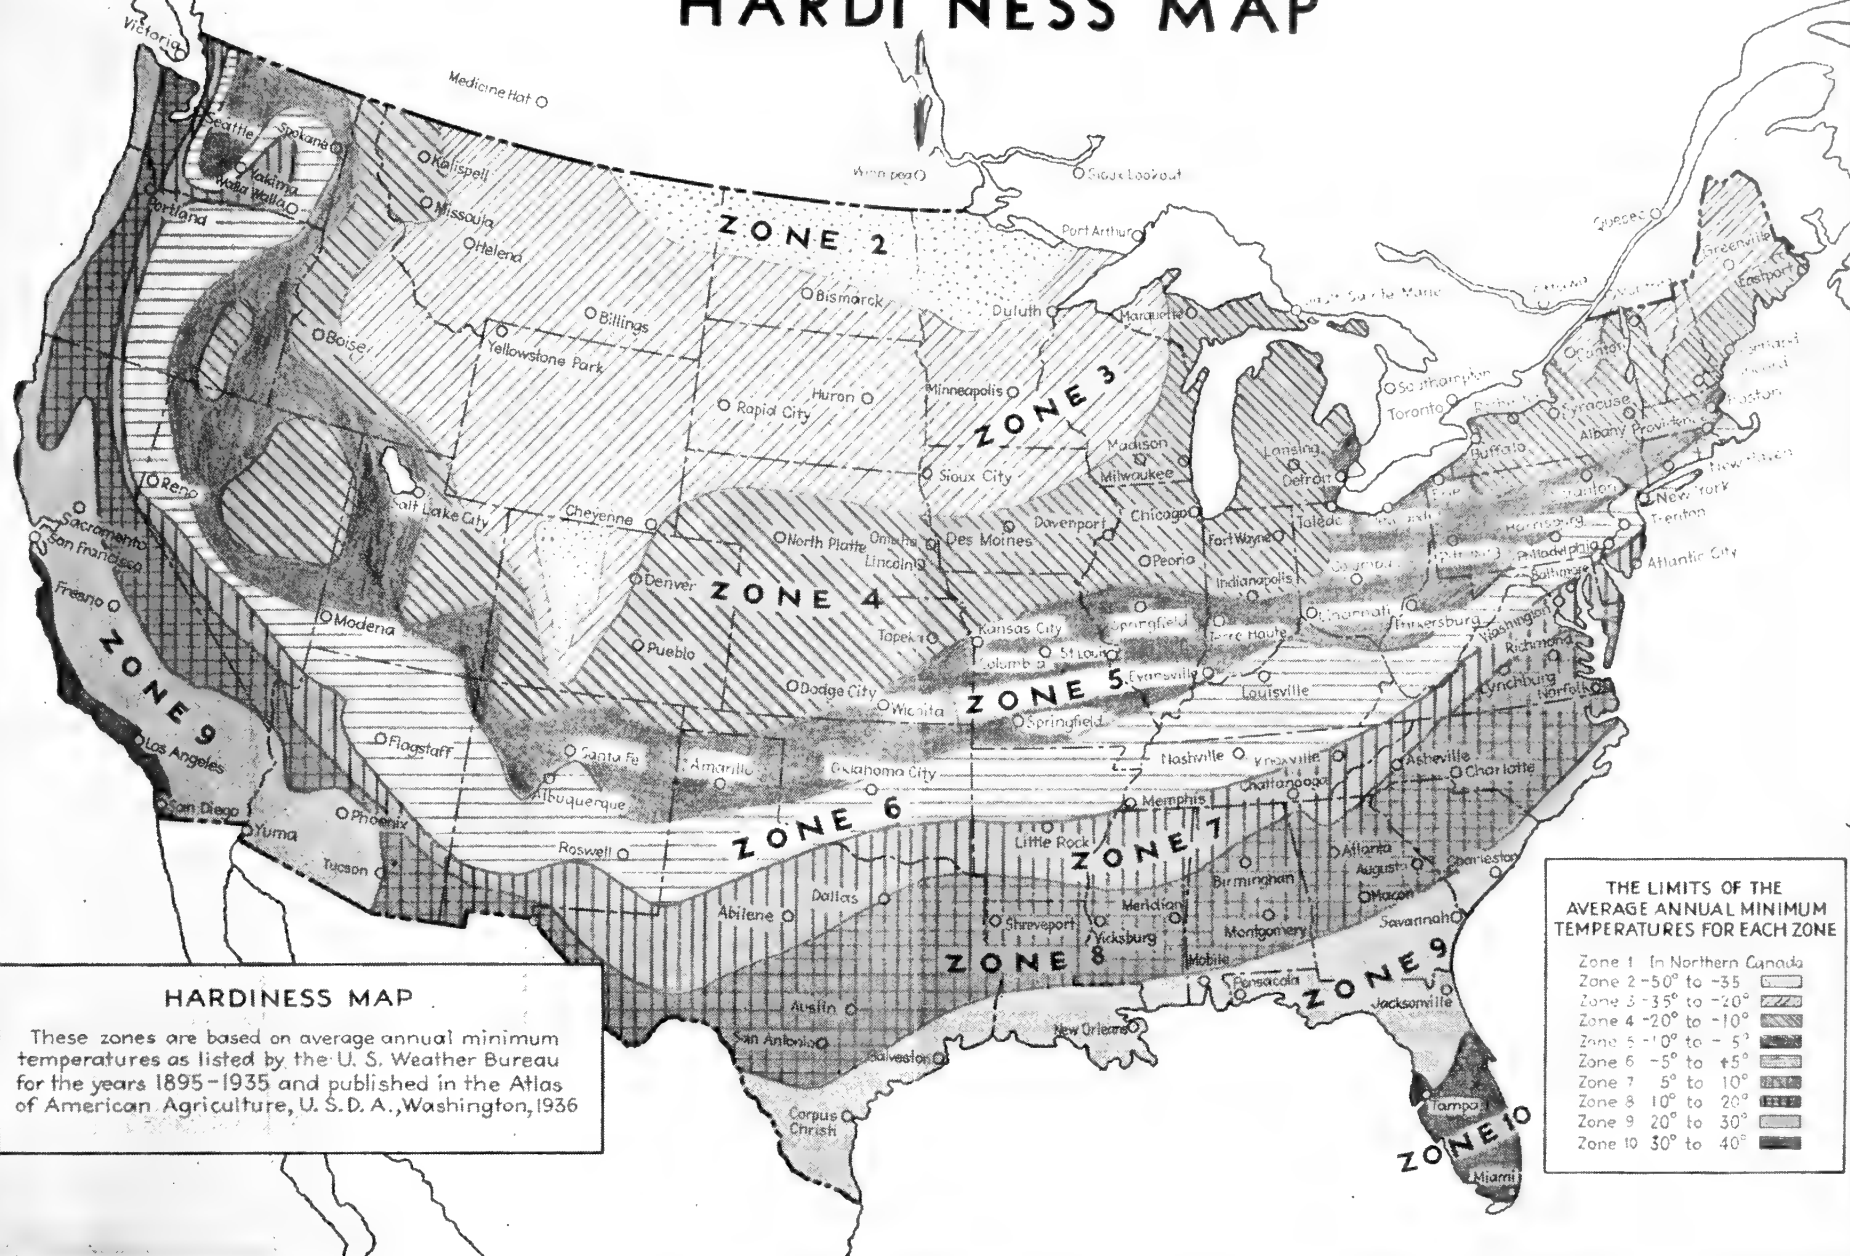 HARDINESS MAP
Victoria
Medicine Hat
Winnipeg
Sioux Lookout
Port Arthur
Quebec
Ottawa
Sault Sainte Marie
Seattle
Spokane
Yakima
Walla Walla
Portland
Kalispell
Missoula
Helena
ZONE 2
Greenville
Eastport
Boise
Billings
Bismarck
Duluth
Marquette
Yellowstone Park
Canton
Huron
Rapid City
Minneapolis
ZONE 3
Southampton
Toronto
Syracuse
Albany
Boston
Buffalo
Madison
Milwaukee
Lansing
Detroit
Sioux City
Reno
Salt Lake City
Cheyenne
New Haven
New York
Trenton
Scranton
Harrisburg
Philadelphia
Atlantic City
Baltimore
Washington
Sacramento
San Francisco
North Platte
Omaha
Lincoln
Des Moines
Davenport
Chicago
Toledo
Fort Wayne
Peoria
Indianapolis
Columbus
Fresno
Denver
ZONE 4
Modena
Pueblo
Topeka
Kansas City
Springfield
Terre Haute
Cincinnati
Parkersburg
Columbia
St Louis
Richmond
Lynchburg
Norfolk
ZONE 9
Dodge City
Wichita
ZONE 5
Evansville
Louisville
Springfield
Los Angeles
Flagstaff
Santa Fe
Amarillo
Oklahoma City
Nashville
Knoxville
Asheville
Charlotte
Chattanooga
San Diego
Yuma
Phoenix
Albuquerque
Memphis
ZONE 6
Roswell
Little Rock
ZONE 7
Tucson
Atlanta
Augusta
Charleston
Birmingham
Macon
Savannah
Abilene
Dallas
Shreveport
Vicksburg
Meridian
Montgomery
ZONE 8
Mobile
Pensacola
ZONE 9
Jacksonville
Austin
San Antonio
Galveston
New Orleans
Corpus
Christi
Tampa
ZONE 10
Miami
HARDINESS MAP
These zones are based on average annual minimum
temperatures as listed by the U. S. Weather Bureau
for the years 1895-1935 and published in the Atlas
of American Agriculture, U. S. D. A., Washington, 1936
THE LIMITS OF THE
AVERAGE ANNUAL MINIMUM
TEMPERATURES FOR EACH ZONE
Zone 1 In Northern Canada
Zone 2 -50° to -35
Zone 3 -35° to -20°
Zone 4 -20° to -10°
Zone 5 -10° to -5°
Zone 6 -5° to +5°
Zone 7 5° to 10°
Zone 8 10° to 20°
Zone 9 20° to 30°
Zone 10 30° to 40°